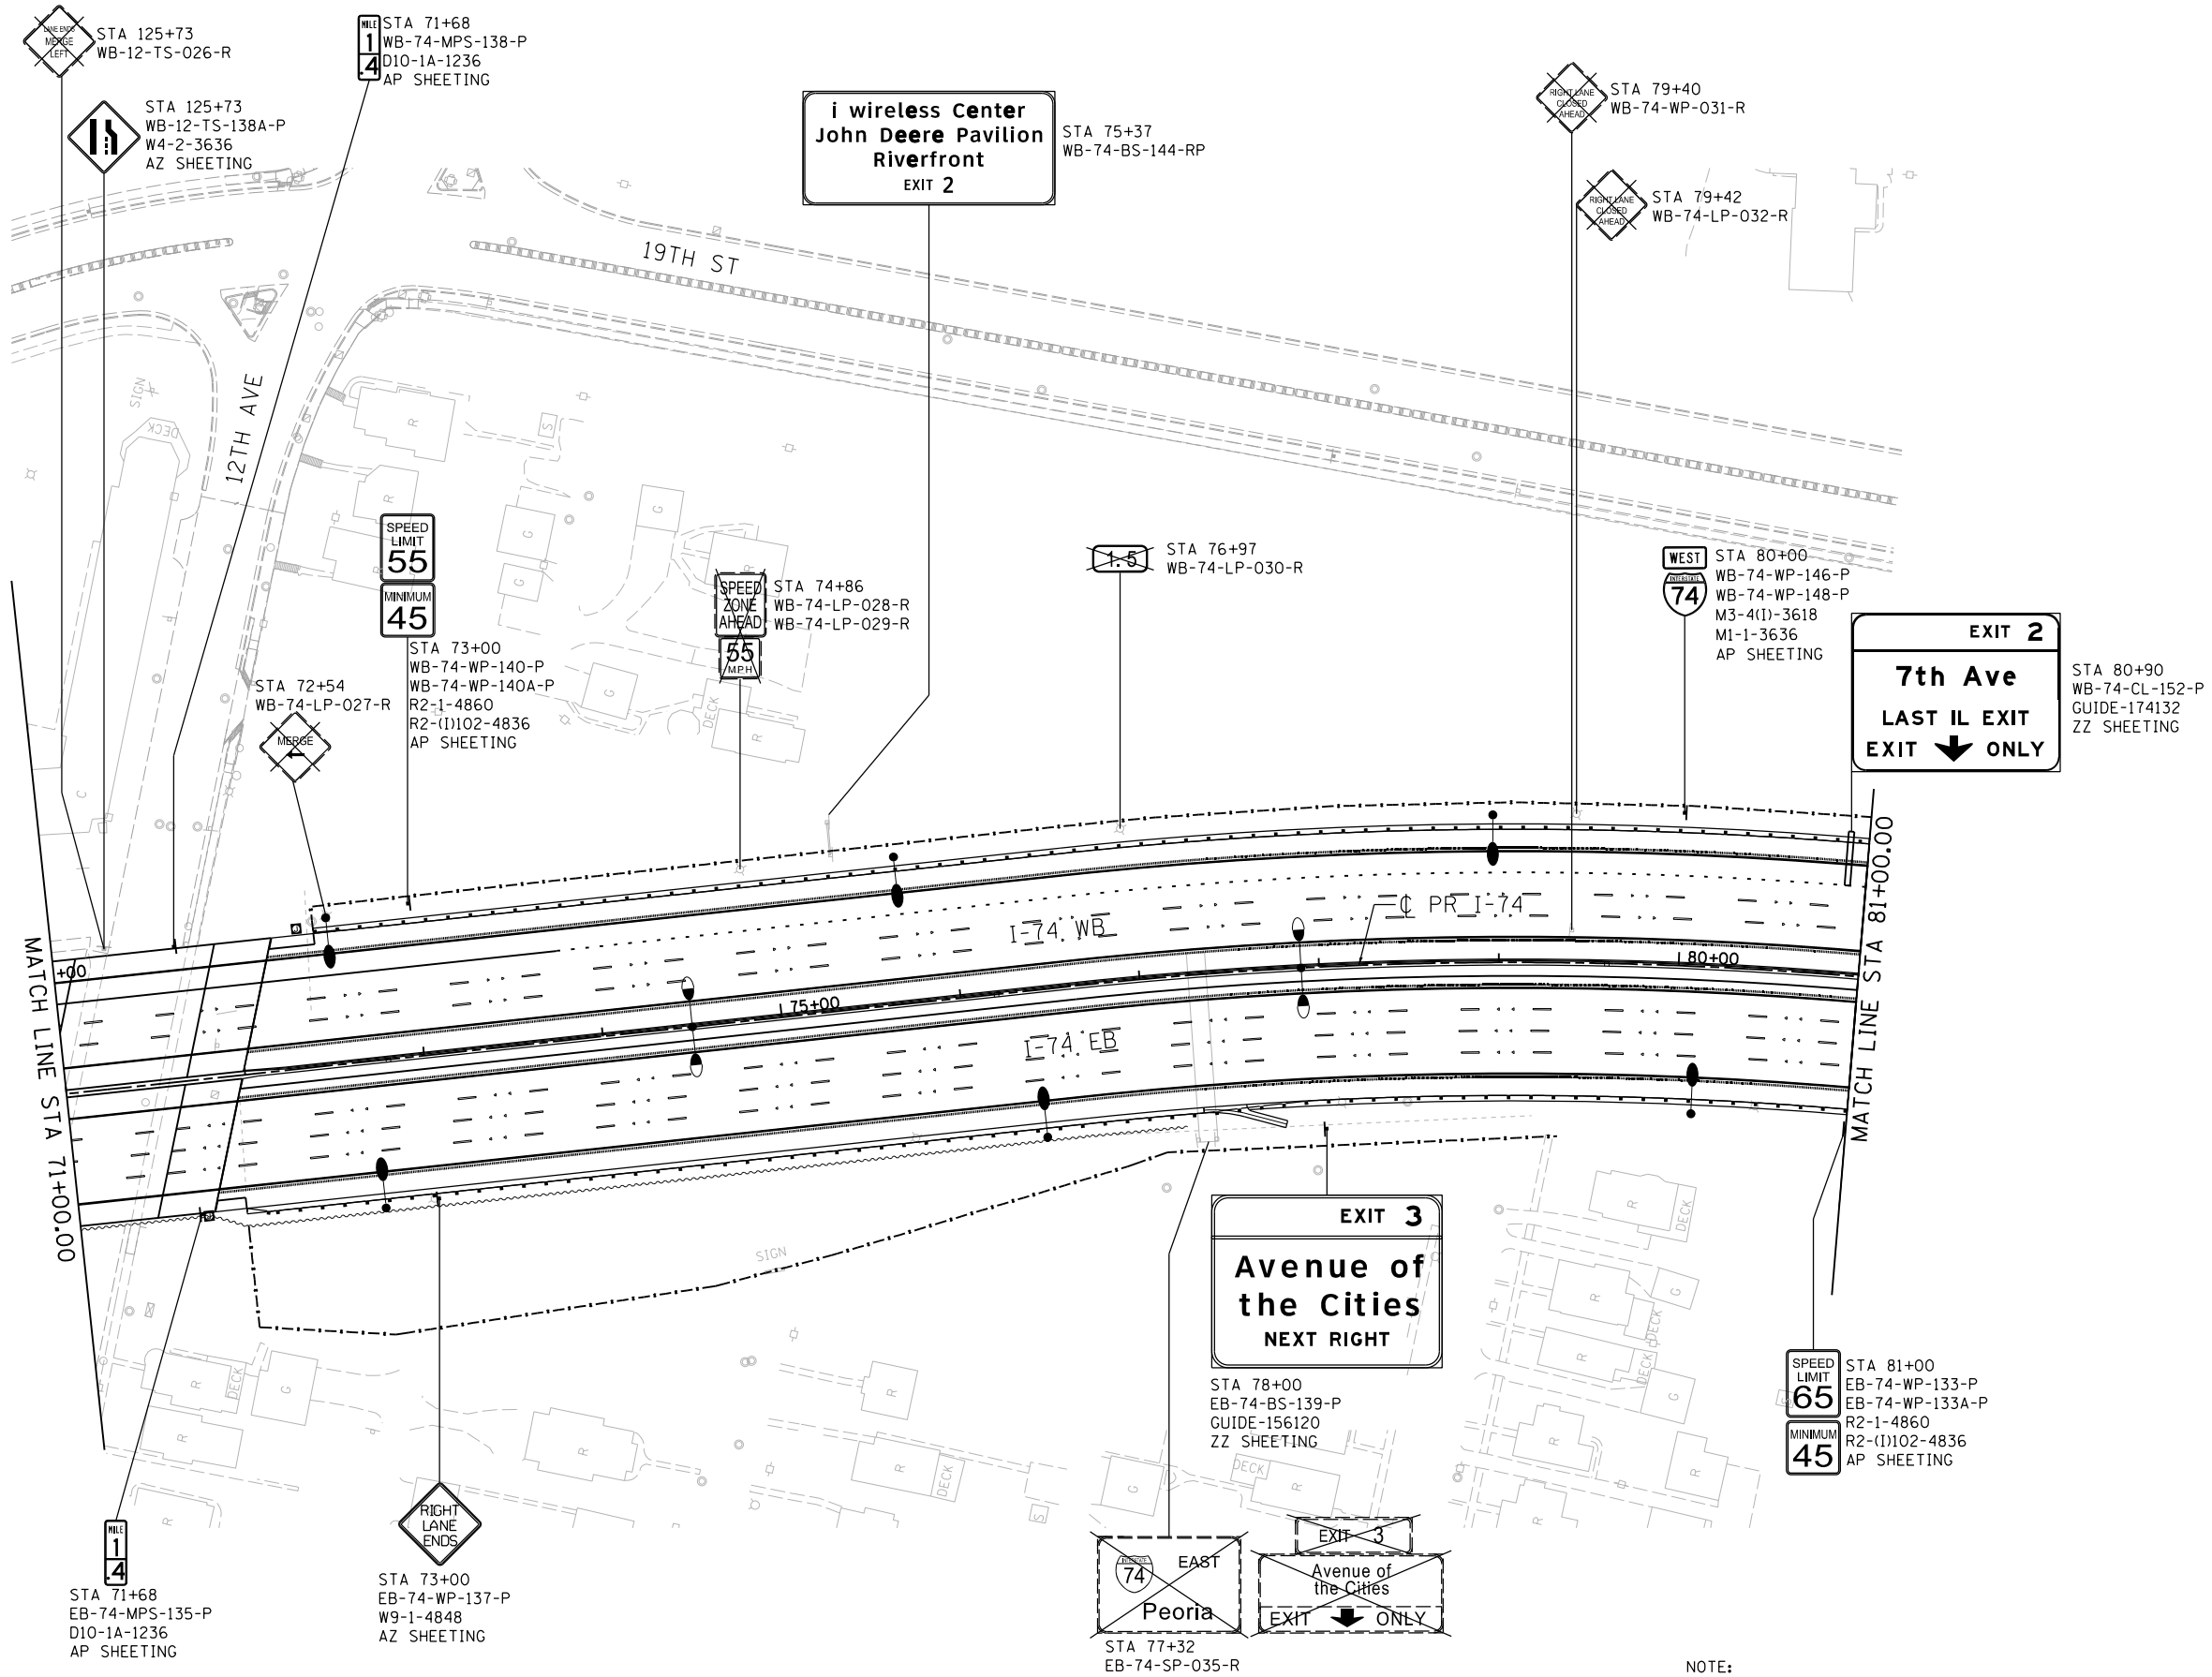 LANE ENDS
MERGE
LEFT
STA 125+73
WB-12-TS-026-R
STA 125+73
WB-12-TS-138A-P
W4-2-3636
AZ SHEETING
MILE
1
.4
STA 71+68
WB-74-MPS-138-P
D10-1A-1236
AP SHEETING
i wireless Center
John Deere Pavilion
Riverfront
EXIT 2
STA 75+37
WB-74-BS-144-RP
RIGHT LANE
CLOSED
AHEAD
STA 79+40
WB-74-WP-031-R
RIGHT LANE
CLOSED
AHEAD
STA 79+42
WB-74-LP-032-R
19TH ST
12TH AVE
SIGN
DECK
R
R
R
S
G
G
G
R
G
DECK
R
C
SPEED
LIMIT
55
MINIMUM
45
STA 73+00
WB-74-WP-140-P
WB-74-WP-140A-P
R2-1-4860
R2-(I)102-4836
AP SHEETING
STA 72+54
WB-74-LP-027-R
MERGE
SPEED
ZONE
AHEAD
55
MPH
STA 74+86
WB-74-LP-028-R
WB-74-LP-029-R
1.5
STA 76+97
WB-74-LP-030-R
WEST
INTERSTATE
74
STA 80+00
WB-74-WP-146-P
WB-74-WP-148-P
M3-4(I)-3618
M1-1-3636
AP SHEETING
EXIT 2
7th Ave
LAST IL EXIT
EXIT ONLY
STA 80+90
WB-74-CL-152-P
GUIDE-174132
ZZ SHEETING
MATCH LINE STA 71+00.00
+00
75+00
80+00
I-74 WB
I-74 EB
℄ PR I-74
MATCH LINE STA 81+00.00
SIGN
EXIT 3
Avenue of
the Cities
NEXT RIGHT
STA 78+00
EB-74-BS-139-P
GUIDE-156120
ZZ SHEETING
SPEED
LIMIT
65
MINIMUM
45
STA 81+00
EB-74-WP-133-P
EB-74-WP-133A-P
R2-1-4860
R2-(I)102-4836
AP SHEETING
R
DECK
G
R
R
R
R
R
DECK
S
G
DECK
R
R
DECK
R
G
DECK
R
G
R
R
MILE
1
.4
STA 71+68
EB-74-MPS-135-P
D10-1A-1236
AP SHEETING
RIGHT
LANE
ENDS
STA 73+00
EB-74-WP-137-P
W9-1-4848
AZ SHEETING
INTERSTATE
74
EAST
Peoria
STA 77+32
EB-74-SP-035-R
EXIT 3
Avenue of
the Cities
EXIT ONLY
NOTE: